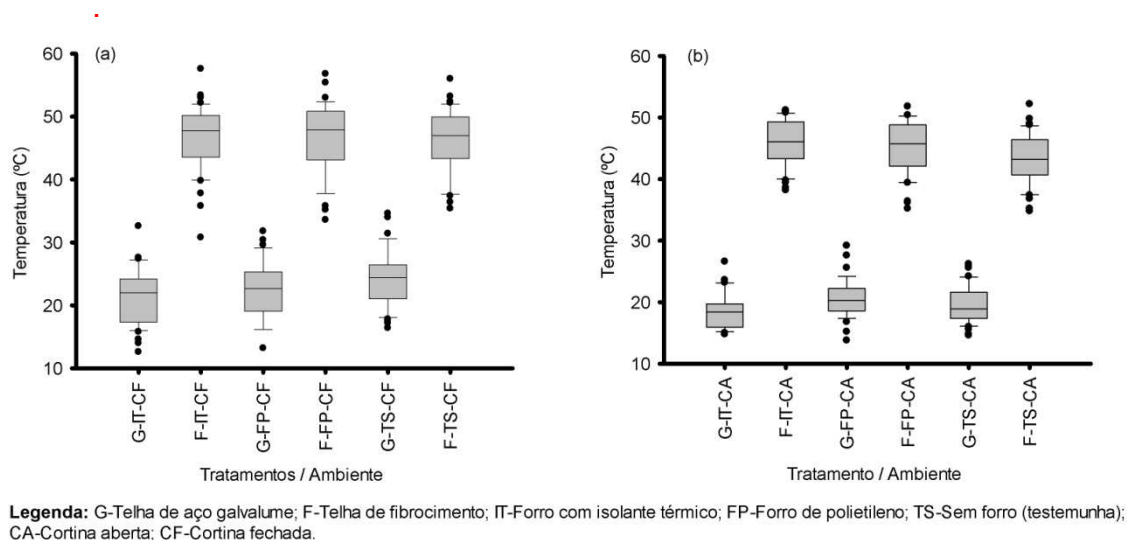 (a)
60
50
40
30
20
10
Temperatura (ºC)
G-IT-CF
F-IT-CF
G-FP-CF
F-FP-CF
G-TS-CF
F-TS-CF
Tratamentos / Ambiente
(b)
60
50
40
30
20
10
Temperatura (ºC)
G-IT-CA
F-IT-CA
G-FP-CA
F-FP-CA
G-TS-CA
F-TS-CA
Tratamento / Ambiente
Legenda: G-Telha de aço galvalume; F-Telha de fibrocimento; IT-Forro com isolante térmico; FP-Forro de polietileno; TS-Sem forro (testemunha);
CA-Cortina aberta; CF-Cortina fechada.